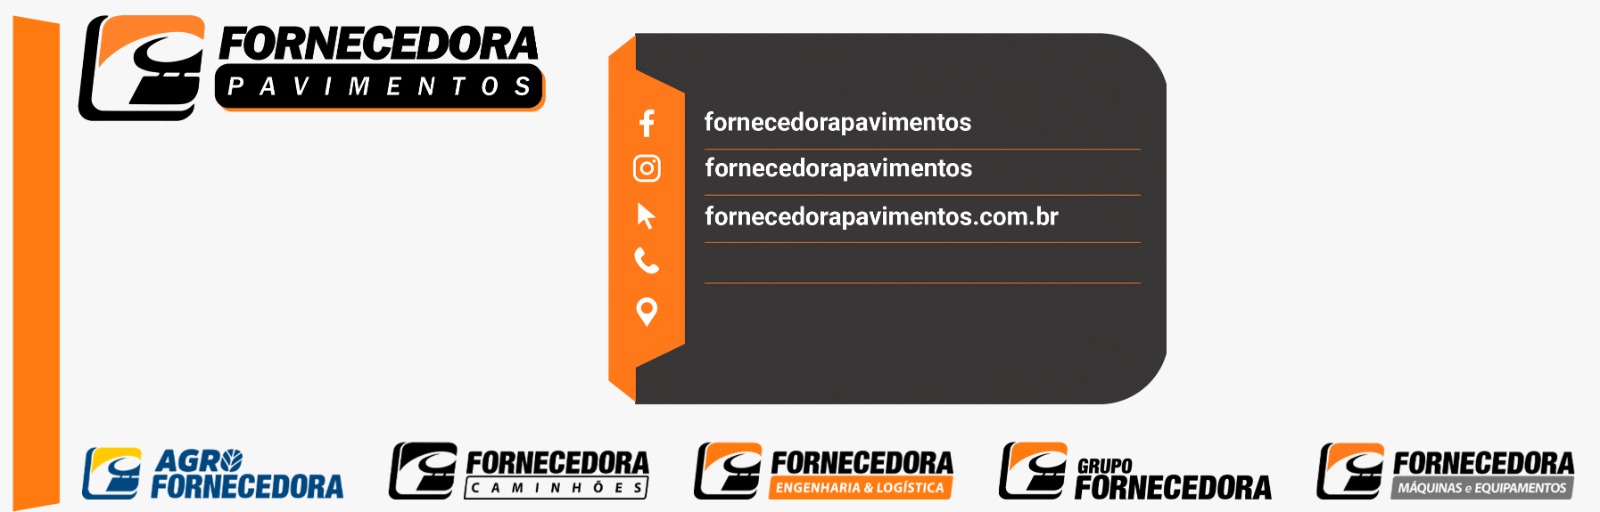 FORNECEDORA
PAVIMENTOS
fornecedorapavimentos
fornecedorapavimentos
fornecedorapavimentos.com.br
AGRO
FORNECEDORA
FORNECEDORA
CAMINHÕES
FORNECEDORA
ENGENHARIA & LOGÍSTICA
GRUPO
FORNECEDORA
FORNECEDORA
MÁQUINAS e EQUIPAMENTOS